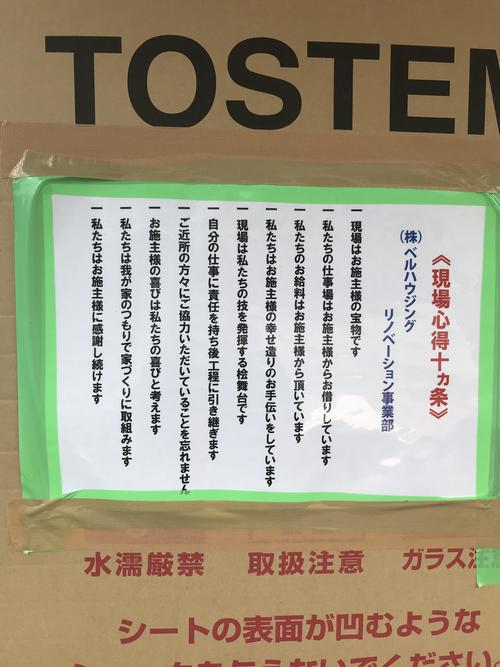 TOSTEM
《現場心得十ヵ条》
(株)ベルハウジング
リノベーション事業部
一 現場はお施主様の宝物です
一 私たちの仕事場はお施主様からお借りしています
一 私たちのお給料はお施主様から頂いています
一 私たちはお施主様の幸せ造りのお手伝いをしています
一 現場は私たちの技を発揮する桧舞台です
一 自分の仕事に責任を持ち後工程に引き継ぎます
一 ご近所の方々にご協力いただいていることを忘れません
一 お施主様の喜びは私たちの喜びと考えます
一 私たちは我が家のつもりで家づくりに取組みます
一 私たちはお施主様に感謝し続けます
水濡厳禁 取扱注意 ガラス注
シートの表面が凹むような